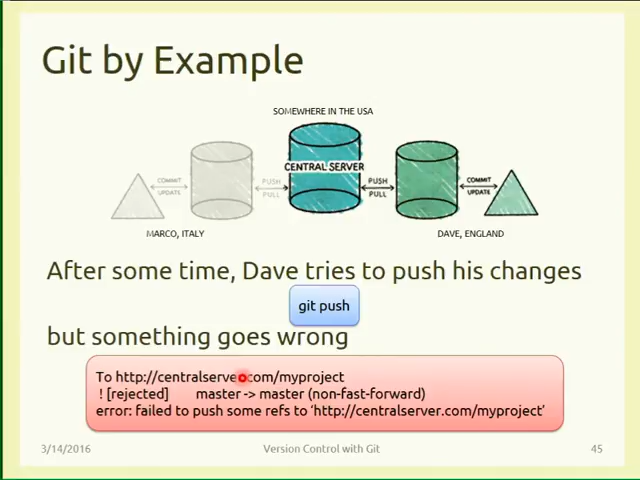 Git by Example
SOMEWHERE IN THE USA
CENTRAL SERVER
COMMIT
UPDATE
PUSH
PULL
PUSH
PULL
COMMIT
UPDATE
MARCO, ITALY
DAVE, ENGLAND
After some time, Dave tries to push his changes
git push
but something goes wrong
To http://centralserver.com/myproject
! [rejected] master -> master (non-fast-forward)
error: failed to push some refs to 'http://centralserver.com/myproject'
3/14/2016
Version Control with Git
45